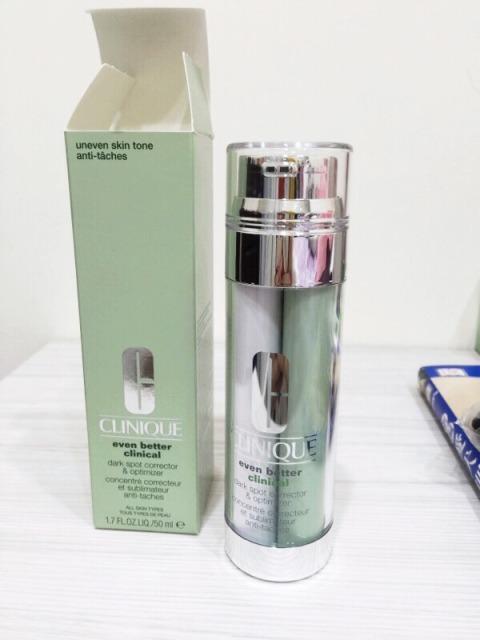 uneven skin tone
anti-tâches
CLINIQUE
even better
clinical
dark spot corrector
& optimizer
concentré correcteur
et sublimateur
anti-taches
ALL SKIN TYPES
TOUS TYPES DE PEAU
1.7 FL.OZ.LIQ./50 ml e
CLINIQUE
even better
clinical
dark spot corrector
& optimizer
concentré correcteur
et sublimateur
anti-taches